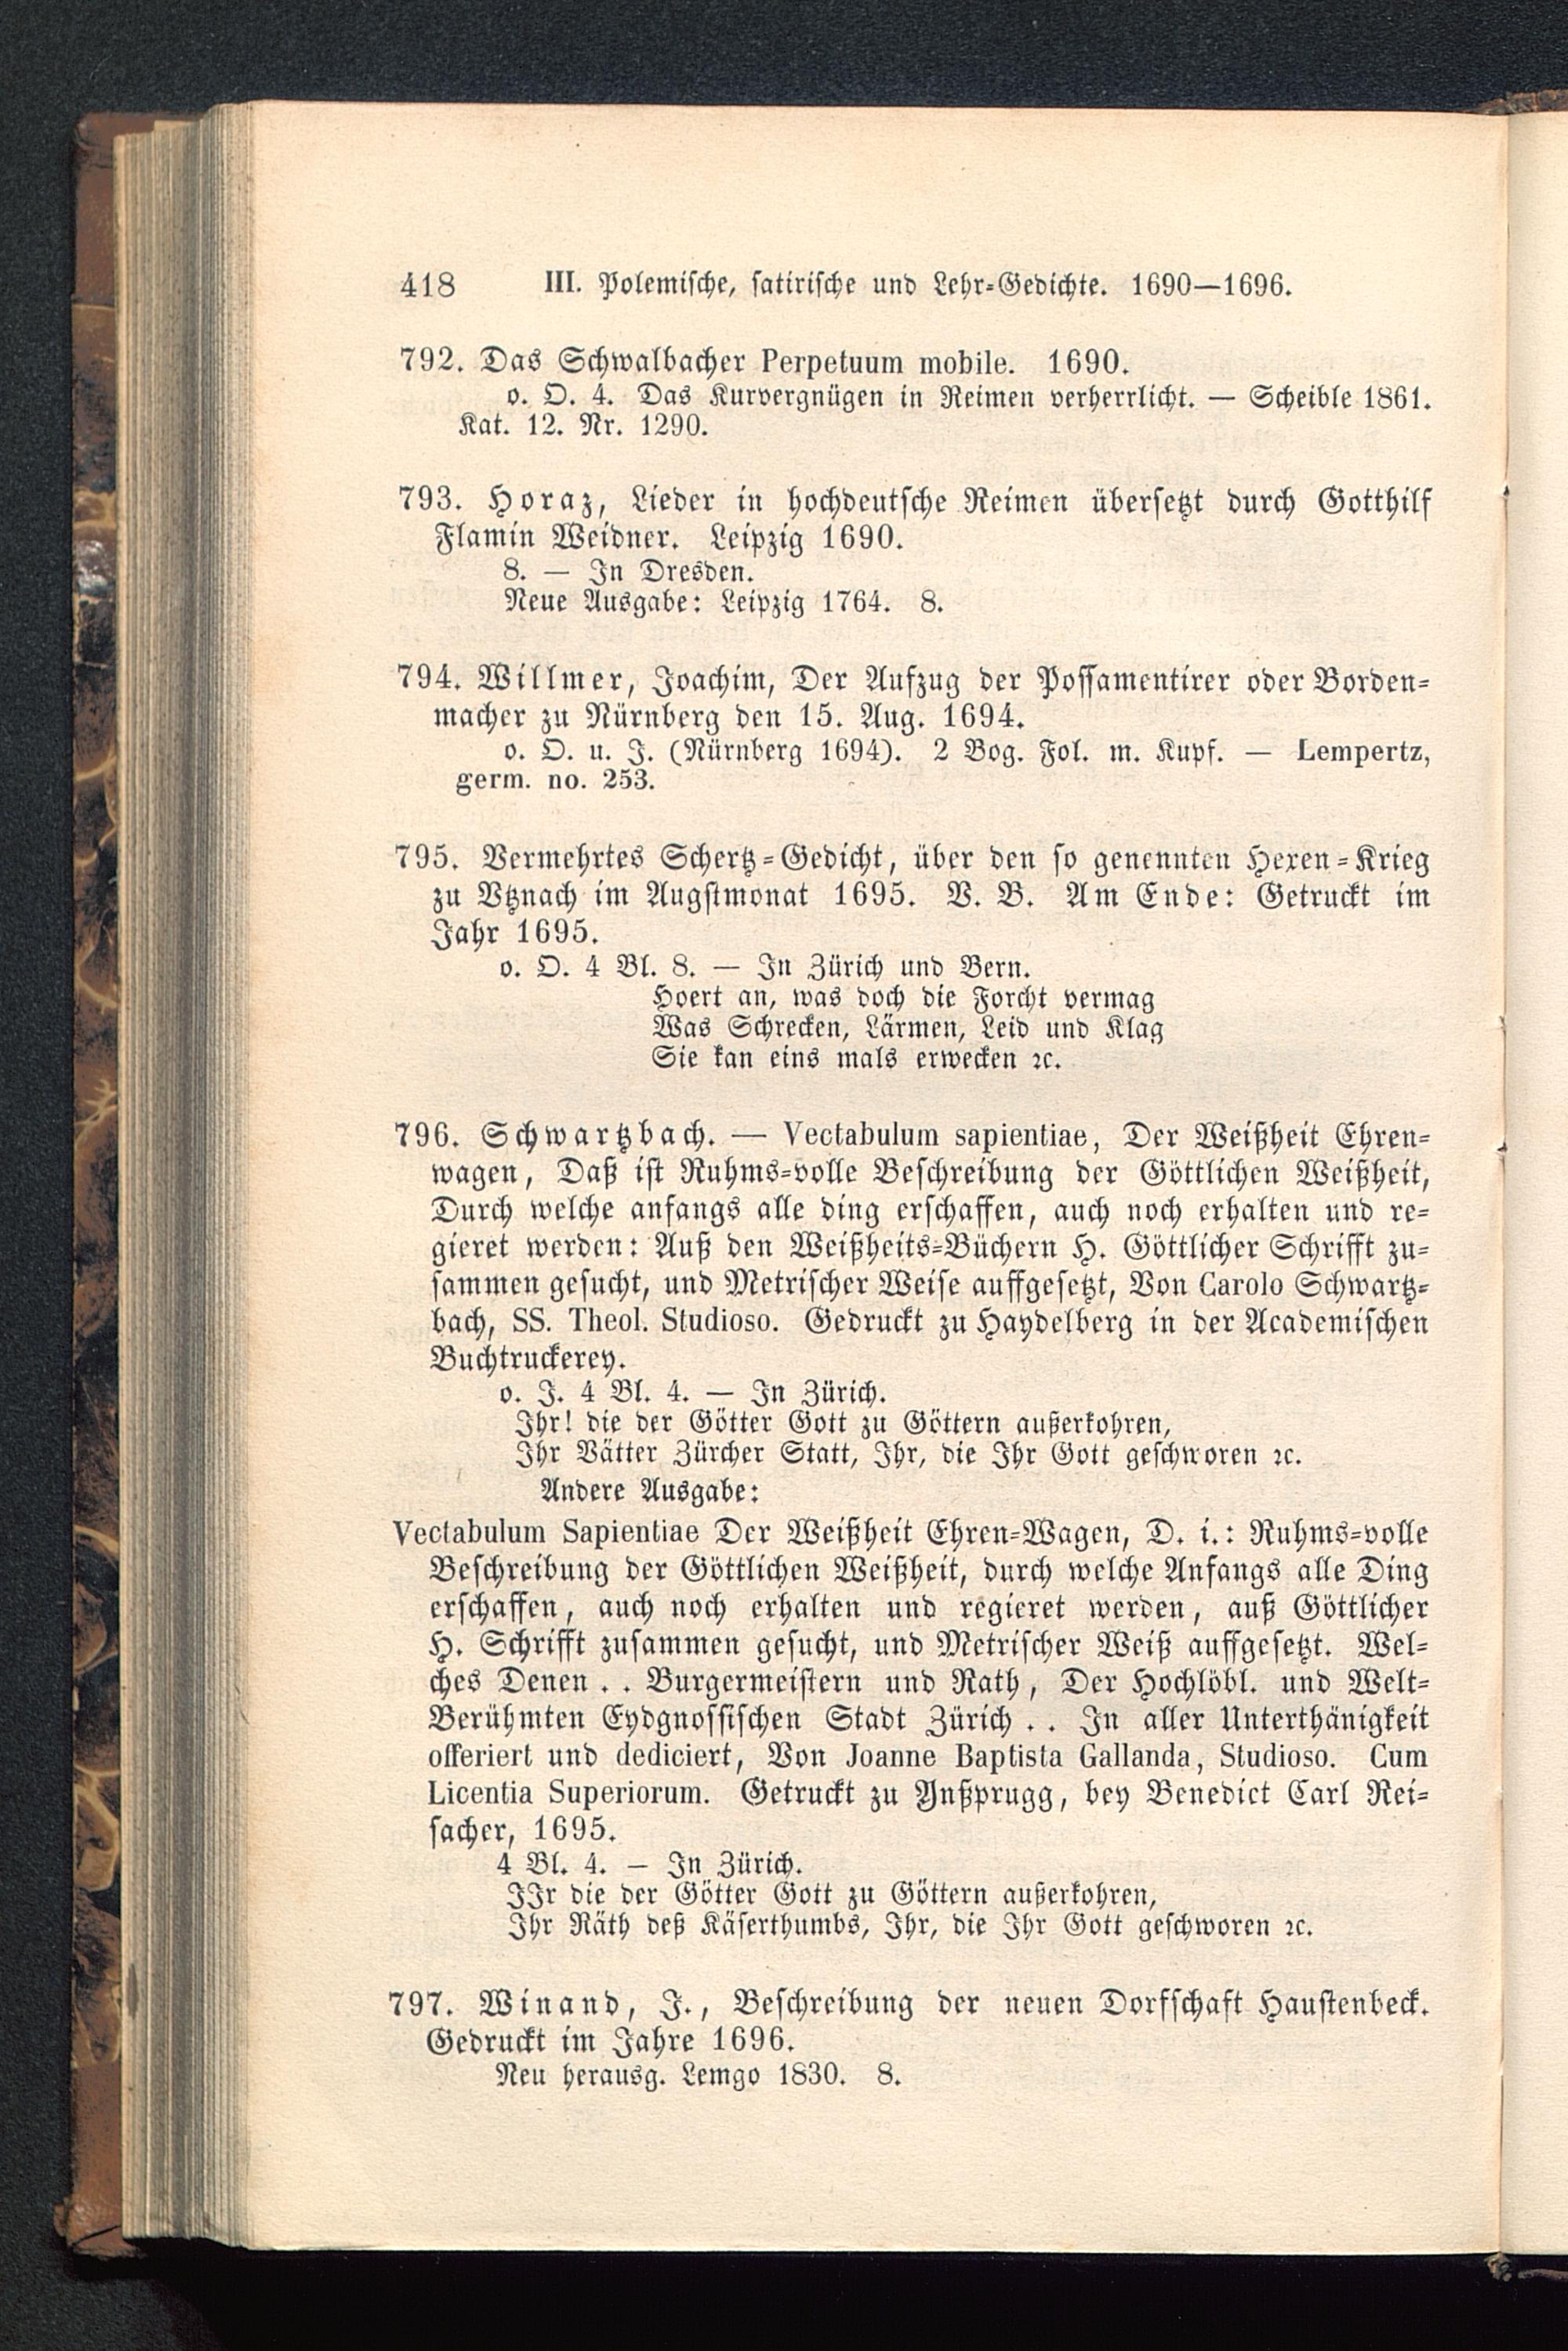 418 III. Polemische, satirische und Lehr-Gedichte. 1690—1696.
792. Das Schwalbacher Perpetuum mobile. 1690.
o. O. 4. Das Kurvergnügen in Reimen verherrlicht. — Scheible 1861.
Kat. 12. Nr. 1290.
793. Horaz, Lieder in hochdeutsche Reimen übersetzt durch Gotthilf
Flamin Weidner. Leipzig 1690.
8. — In Dresden.
Neue Ausgabe: Leipzig 1764. 8.
794. Willmer, Joachim, Der Aufzug der Possamentirer oder Borden-
macher zu Nürnberg den 15. Aug. 1694.
o. O. u. J. (Nürnberg 1694). 2 Bog. Fol. m. Kupf. — Lempertz,
germ. no. 253.
795. Vermehrtes Schertz-Gedicht, über den so genennten Hexen-Krieg
zu Vtznach im Augstmonat 1695. V. B. Am Ende: Getruckt im
Jahr 1695.
o. O. 4 Bl. 8. — In Zürich und Bern.
Hoert an, was doch die Forcht vermag
Was Schrecken, Lärmen, Leid und Klag
Sie kan eins mals erwecken ꝛc.
796. Schwartzbach. — Vectabulum sapientiae, Der Weißheit Ehren-
wagen, Daß ist Ruhms-volle Beschreibung der Göttlichen Weißheit,
Durch welche anfangs alle ding erschaffen, auch noch erhalten und re-
gieret werden: Auß den Weißheits-Büchern H. Göttlicher Schrifft zu-
sammen gesucht, und Metrischer Weise auffgesetzt, Von Carolo Schwartz-
bach, SS. Theol. Studioso. Gedruckt zu Haydelberg in der Academischen
Buchtruckerey.
o. J. 4 Bl. 4. — In Zürich.
Ihr! die der Götter Gott zu Göttern außerkohren,
Ihr Vätter Zürcher Statt, Ihr, die Ihr Gott geschworen ꝛc.
Andere Ausgabe:
Vectabulum Sapientiae Der Weißheit Ehren-Wagen, D. i.: Ruhms-volle
Beschreibung der Göttlichen Weißheit, durch welche Anfangs alle Ding
erschaffen, auch noch erhalten und regieret werden, auß Göttlicher
H. Schrifft zusammen gesucht, und Metrischer Weiß auffgesetzt. Wel-
ches Denen . . Burgermeistern und Rath, Der Hochlöbl. und Welt-
Berühmten Eydgnossischen Stadt Zürich . . In aller Unterthänigkeit
offeriert und dediciert, Von Joanne Baptista Gallanda, Studioso. Cum
Licentia Superiorum. Getruckt zu Ynßprugg, bey Benedict Carl Rei-
sacher, 1695.
4 Bl. 4. — In Zürich.
IJr die der Götter Gott zu Göttern außerkohren,
Ihr Räth deß Käserthumbs, Ihr, die Ihr Gott geschworen ꝛc.
797. Winand, J., Beschreibung der neuen Dorfschaft Haustenbeck.
Gedruckt im Jahre 1696.
Neu herausg. Lemgo 1830. 8.